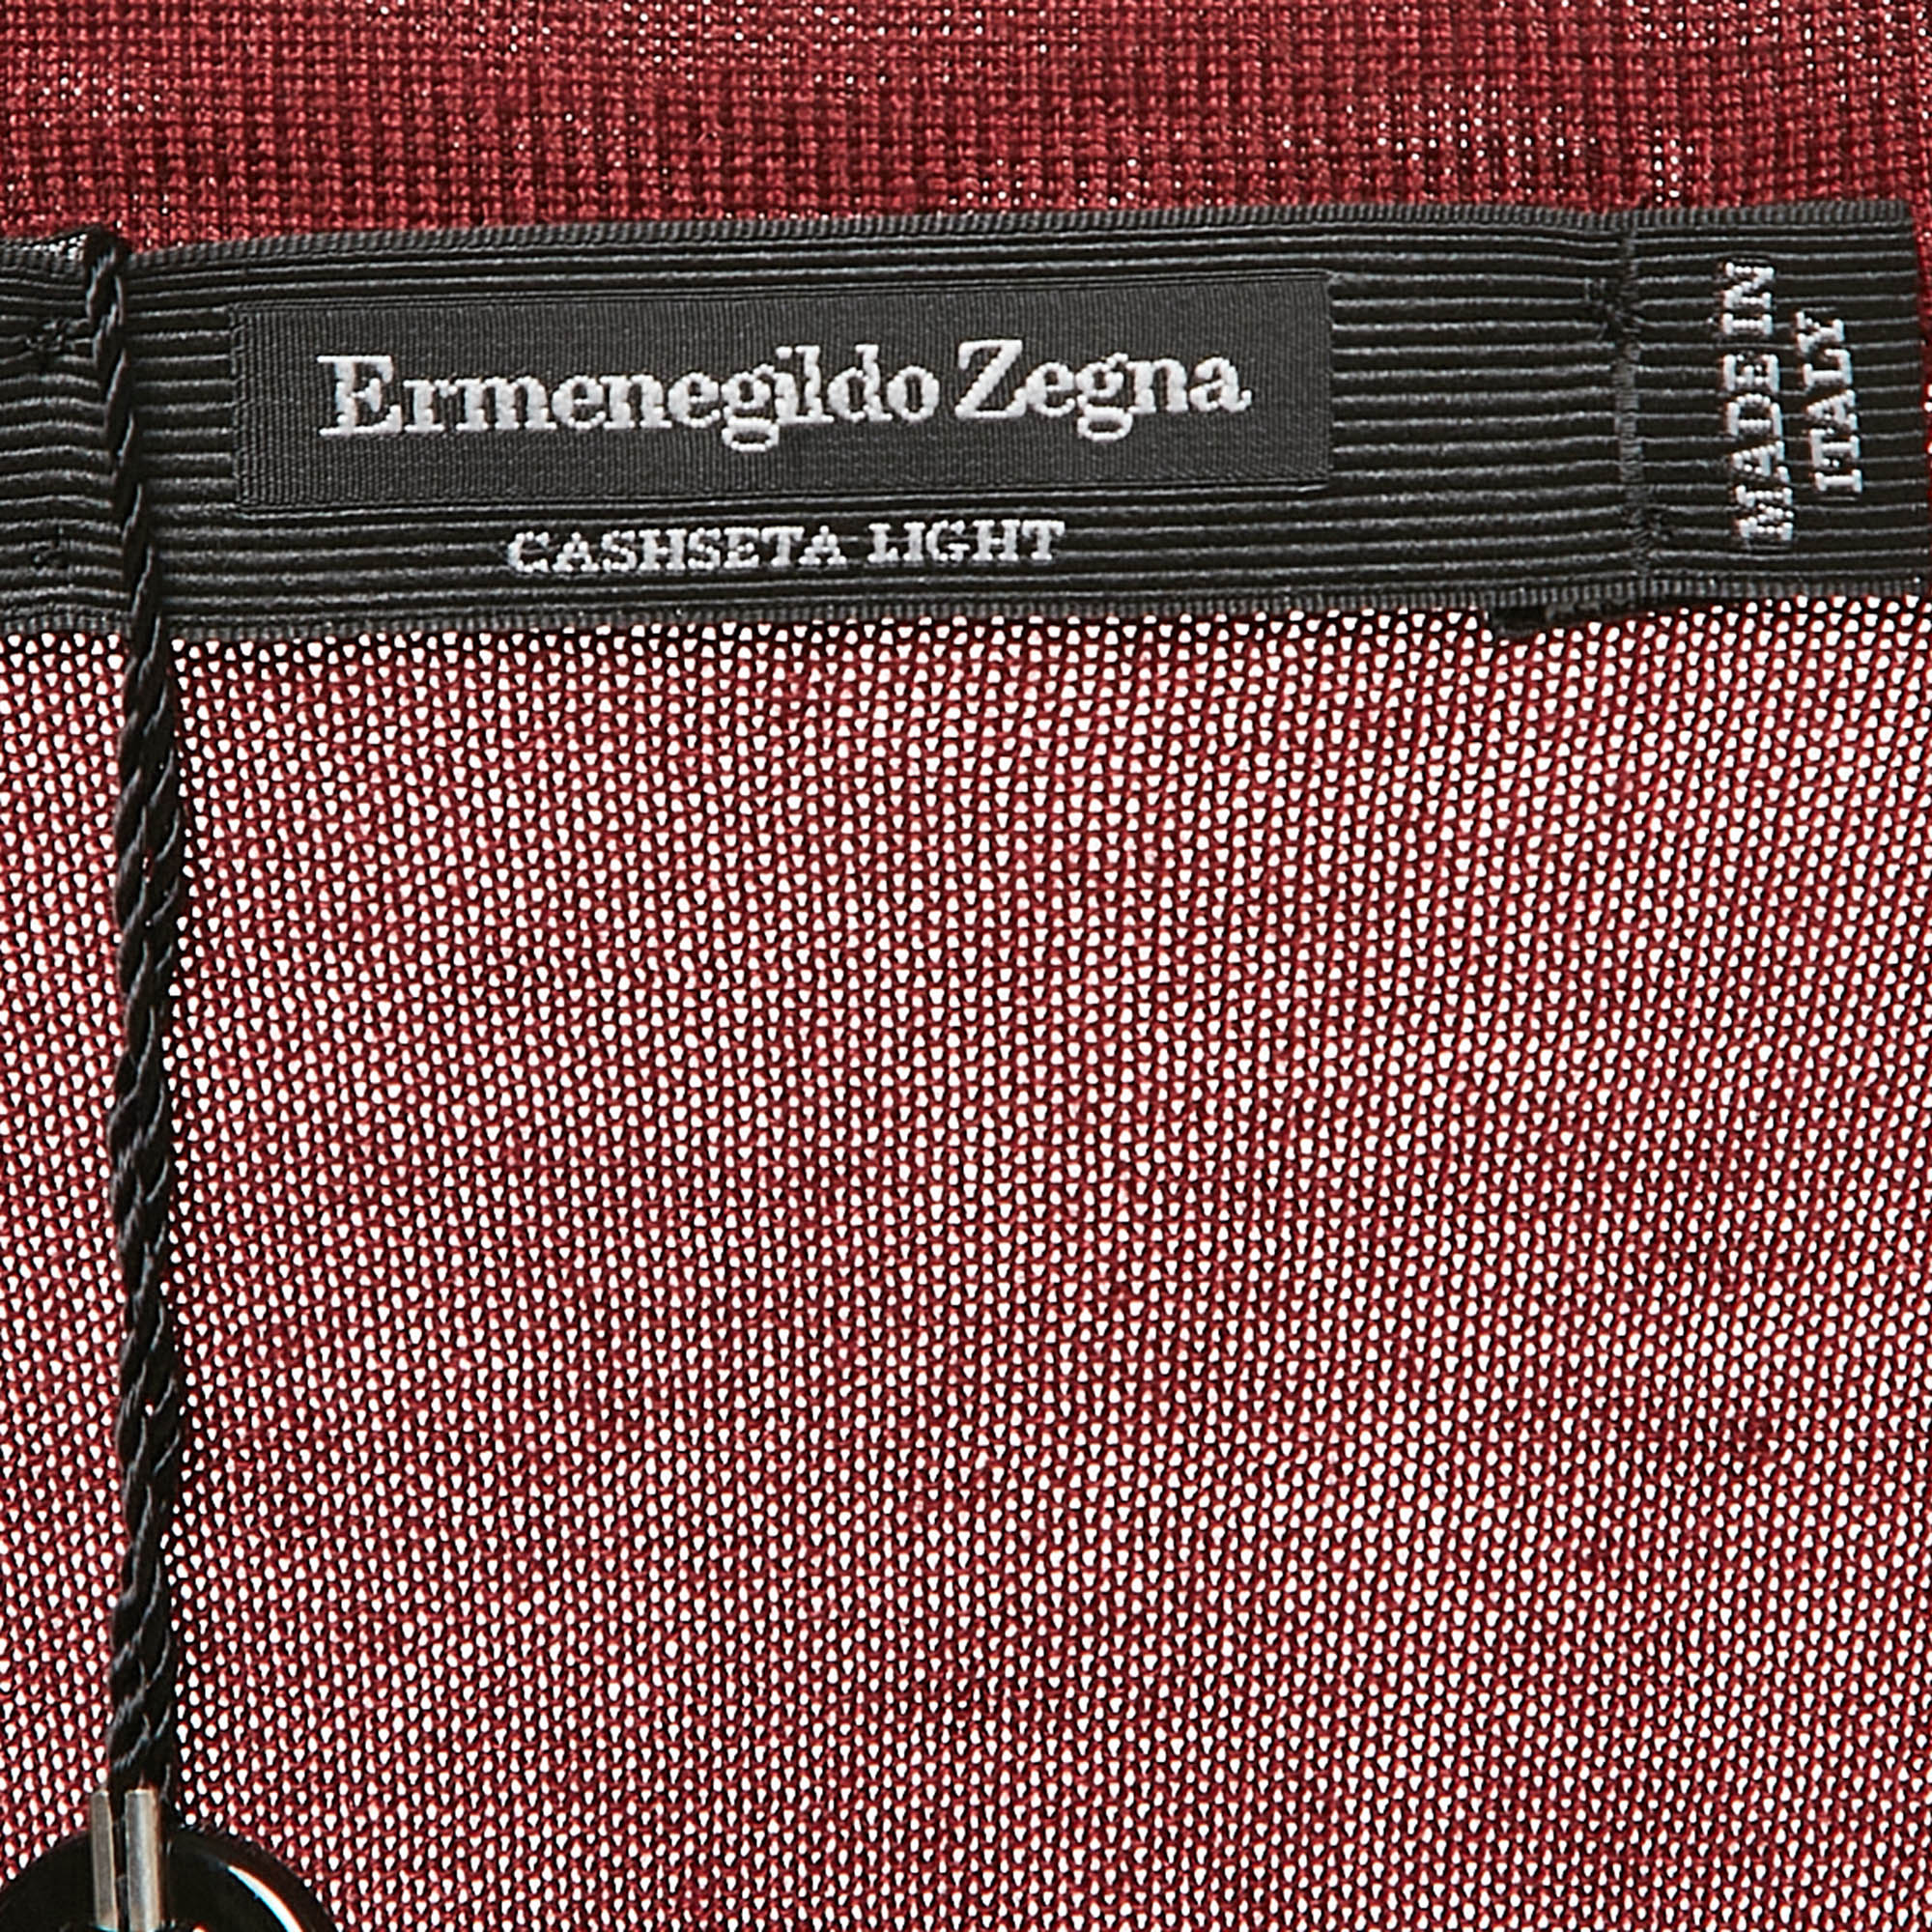 Ermenegildo Zegna
CASHSETA LIGHT
MADE IN
ITALY